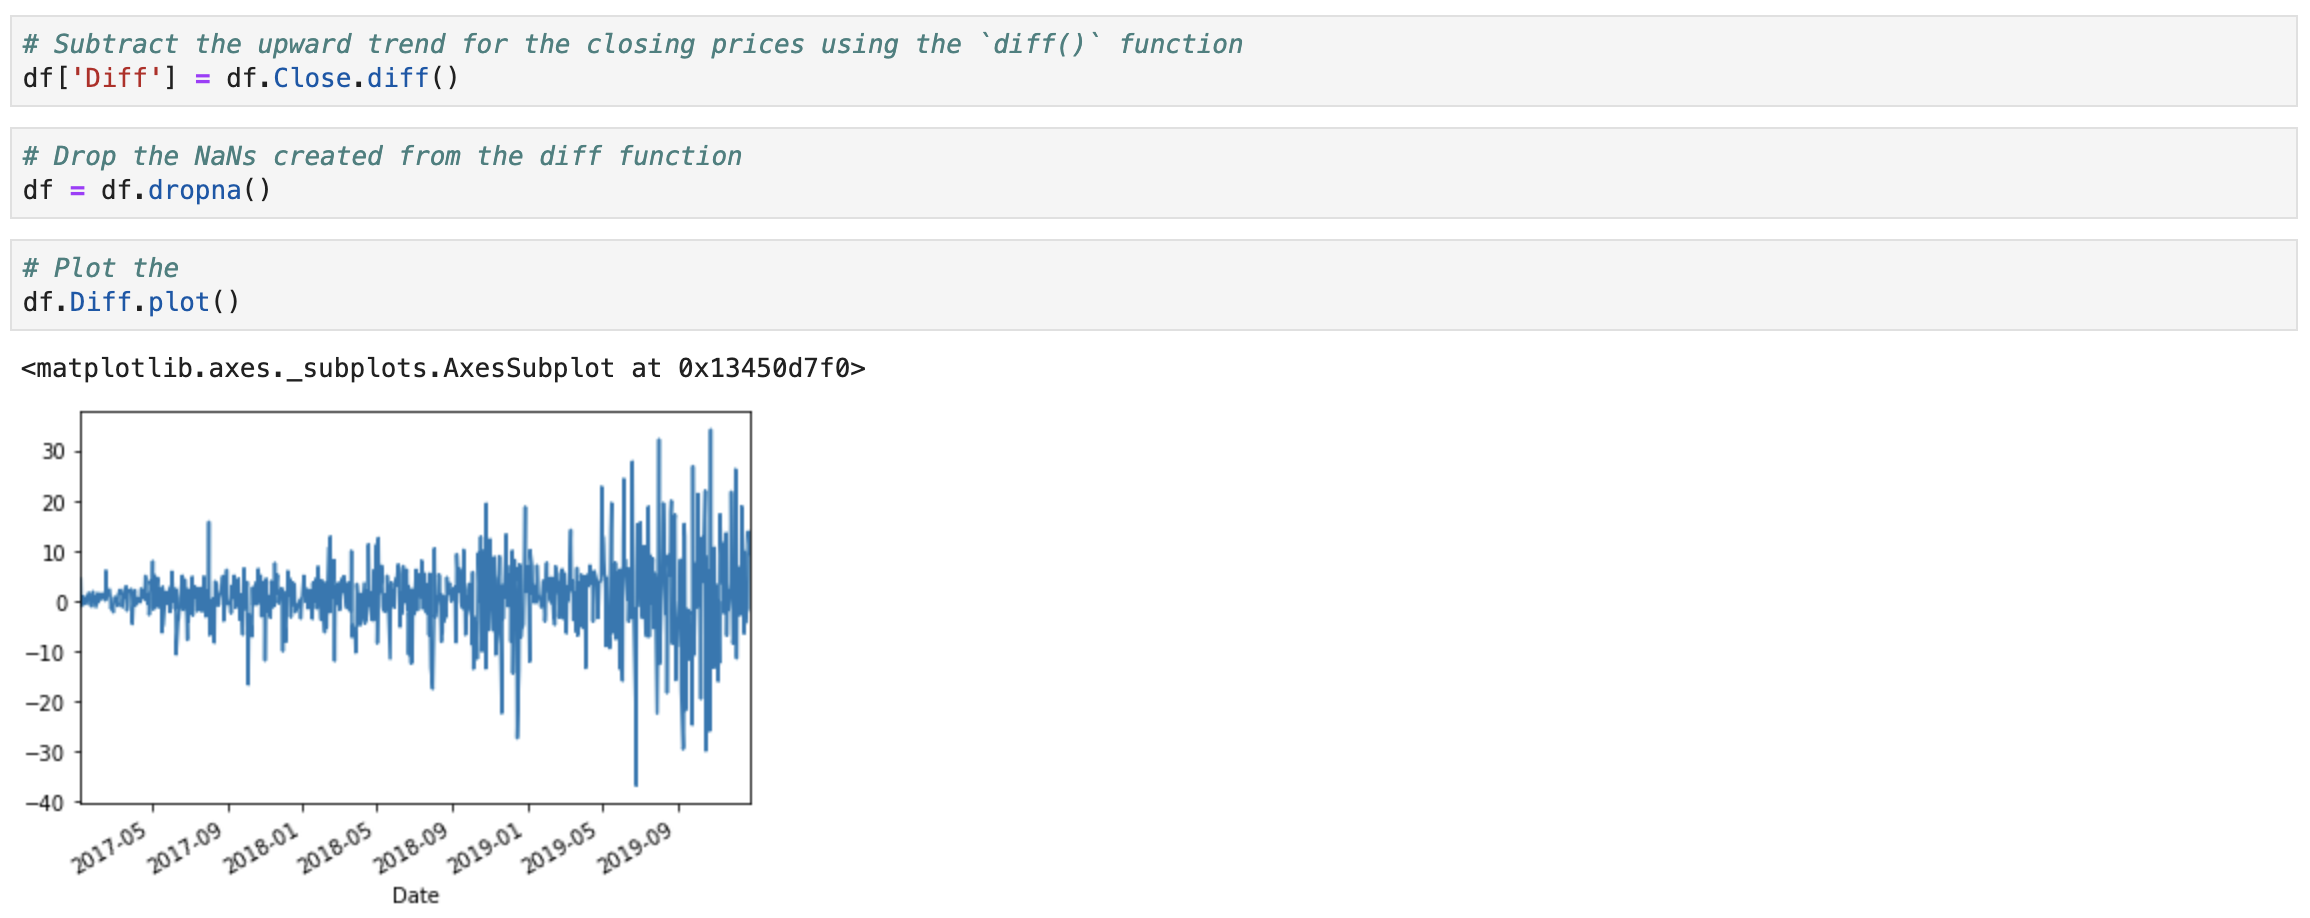 # Subtract the upward trend for the closing prices using the `diff()` function
df['Diff'] = df.Close.diff()
# Drop the NaNs created from the diff function
df = df.dropna()
# Plot the
df.Diff.plot()
<matplotlib.axes._subplots.AxesSubplot at 0x13450d7f0>
30
20
10
0
−10
−20
−30
−40
2017-05 2017-09 2018-01 2018-05 2018-09 2019-01 2019-05 2019-09
Date